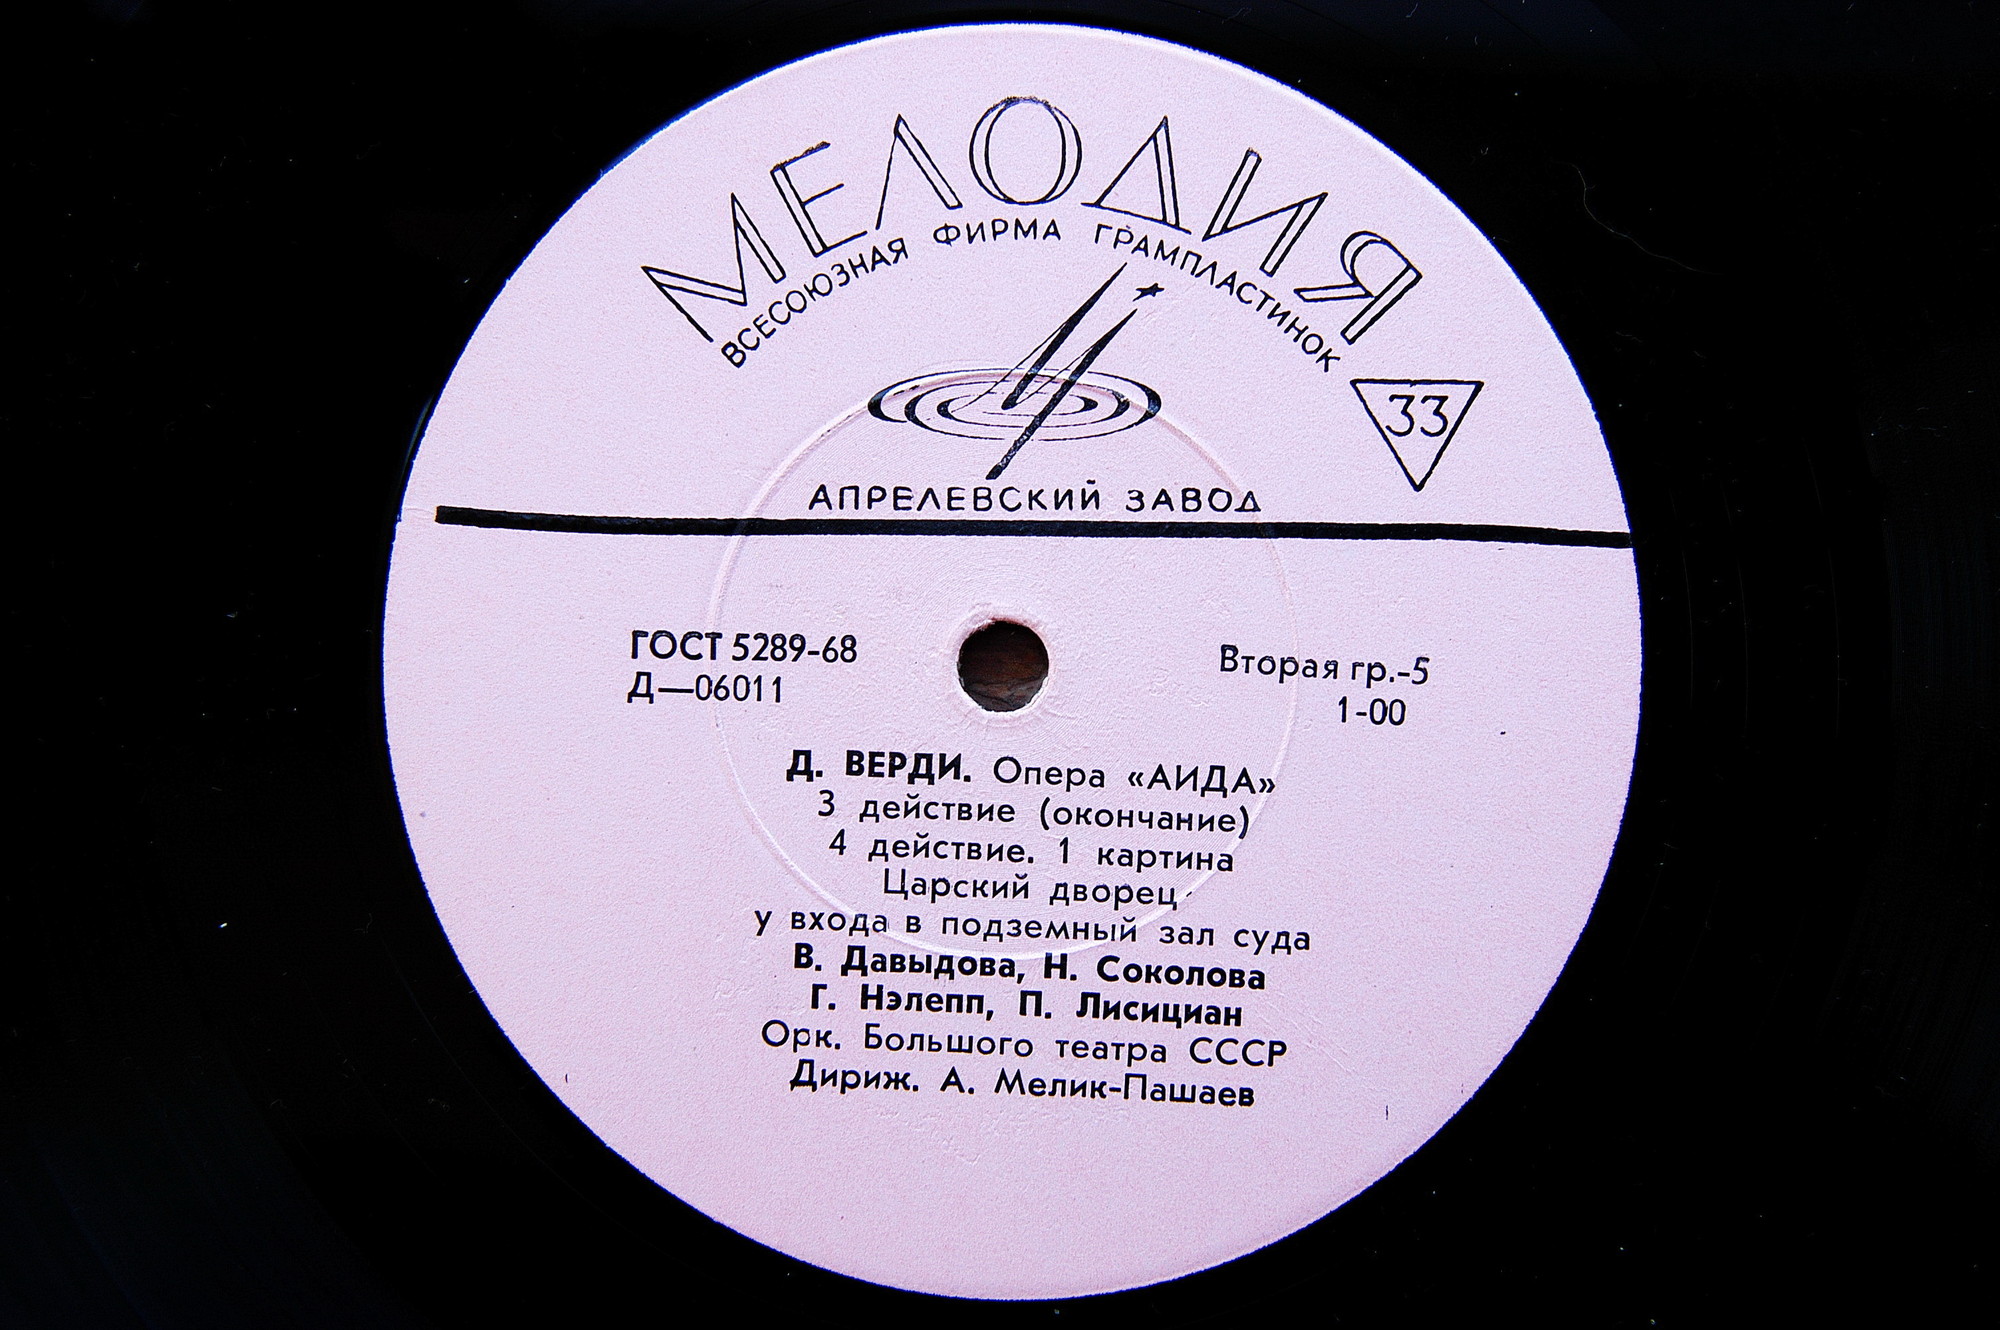 МЕЛОДИЯ
ВСЕСОЮЗНАЯ ФИРМА ГРАМПЛАСТИНОК
33
АПРЕЛЕВСКИЙ ЗАВОД
ГОСТ 5289-68
Д—06011
Вторая гр.-5
1-00
Д. ВЕРДИ. Опера «АИДА»
3 действие (окончание)
4 действие. 1 картина
Царский дворец
у входа в подземный зал суда
В. Давыдова, Н. Соколова
Г. Нэлепп, П. Лисициан
Орк. Большого театра СССР
Дириж. А. Мелик-Пашаев